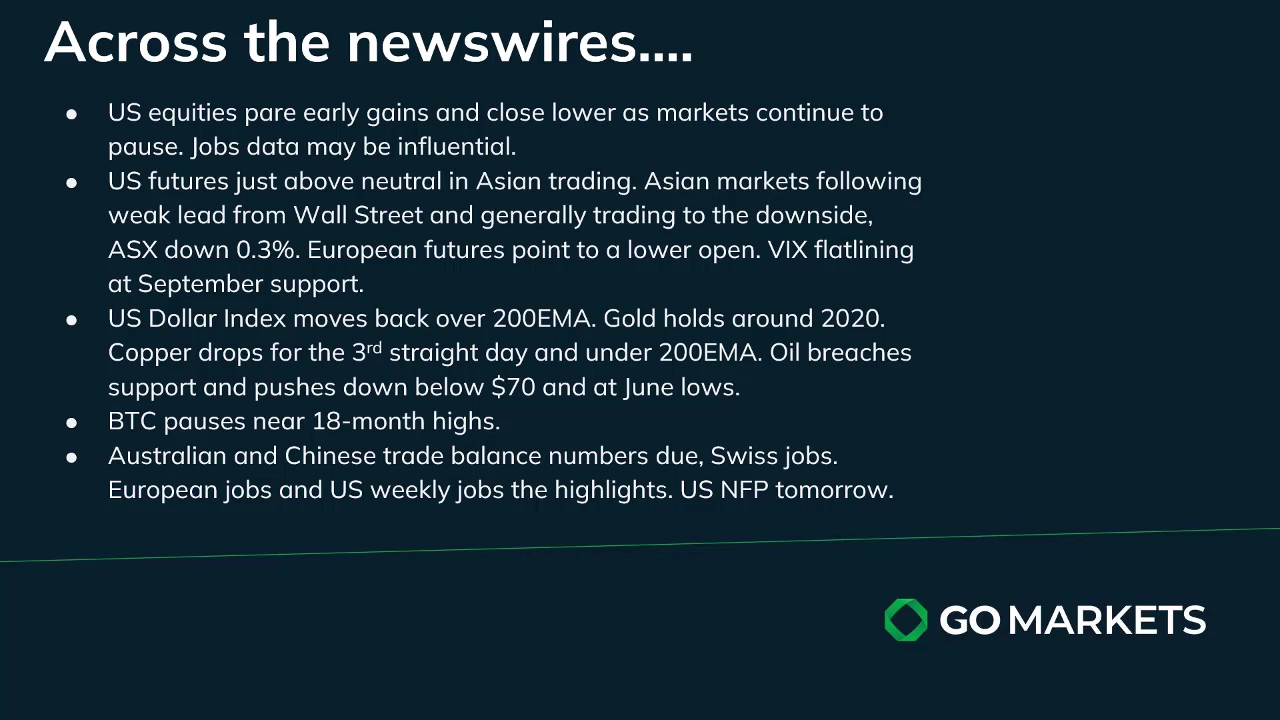 Across the newswires....
● US equities pare early gains and close lower as markets continue to
pause. Jobs data may be influential.
● US futures just above neutral in Asian trading. Asian markets following
weak lead from Wall Street and generally trading to the downside,
ASX down 0.3%. European futures point to a lower open. VIX flatlining
at September support.
● US Dollar Index moves back over 200EMA. Gold holds around 2020.
Copper drops for the 3rd straight day and under 200EMA. Oil breaches
support and pushes down below $70 and at June lows.
● BTC pauses near 18-month highs.
● Australian and Chinese trade balance numbers due, Swiss jobs.
European jobs and US weekly jobs the highlights. US NFP tomorrow.
GO MARKETS